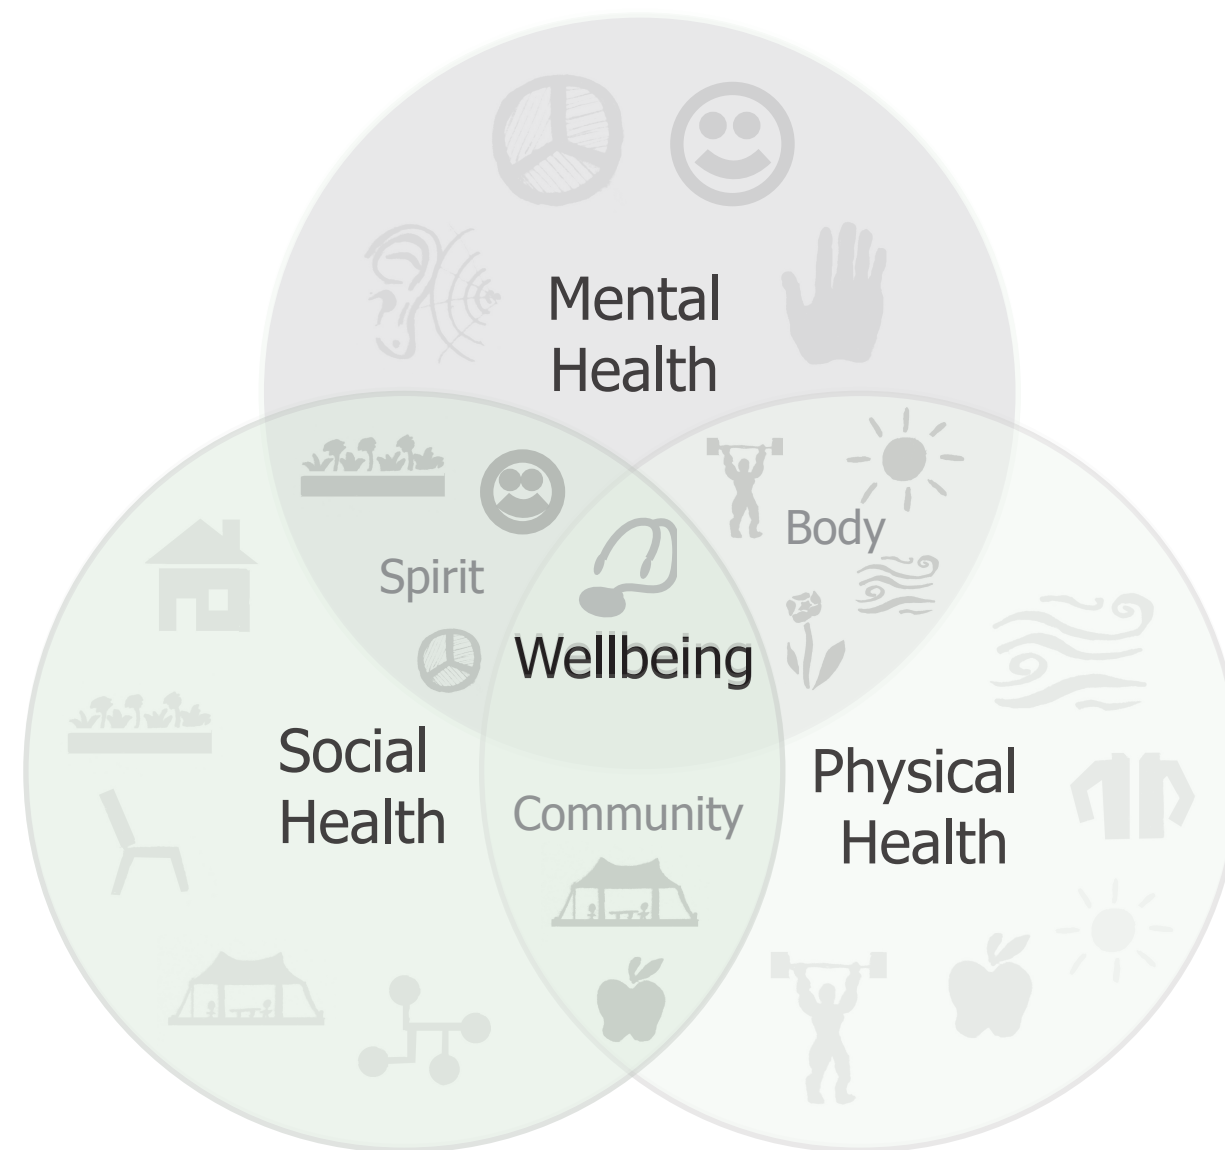 Mental
Health
Body
Spirit
Wellbeing
Social
Health
Physical
Health
Community